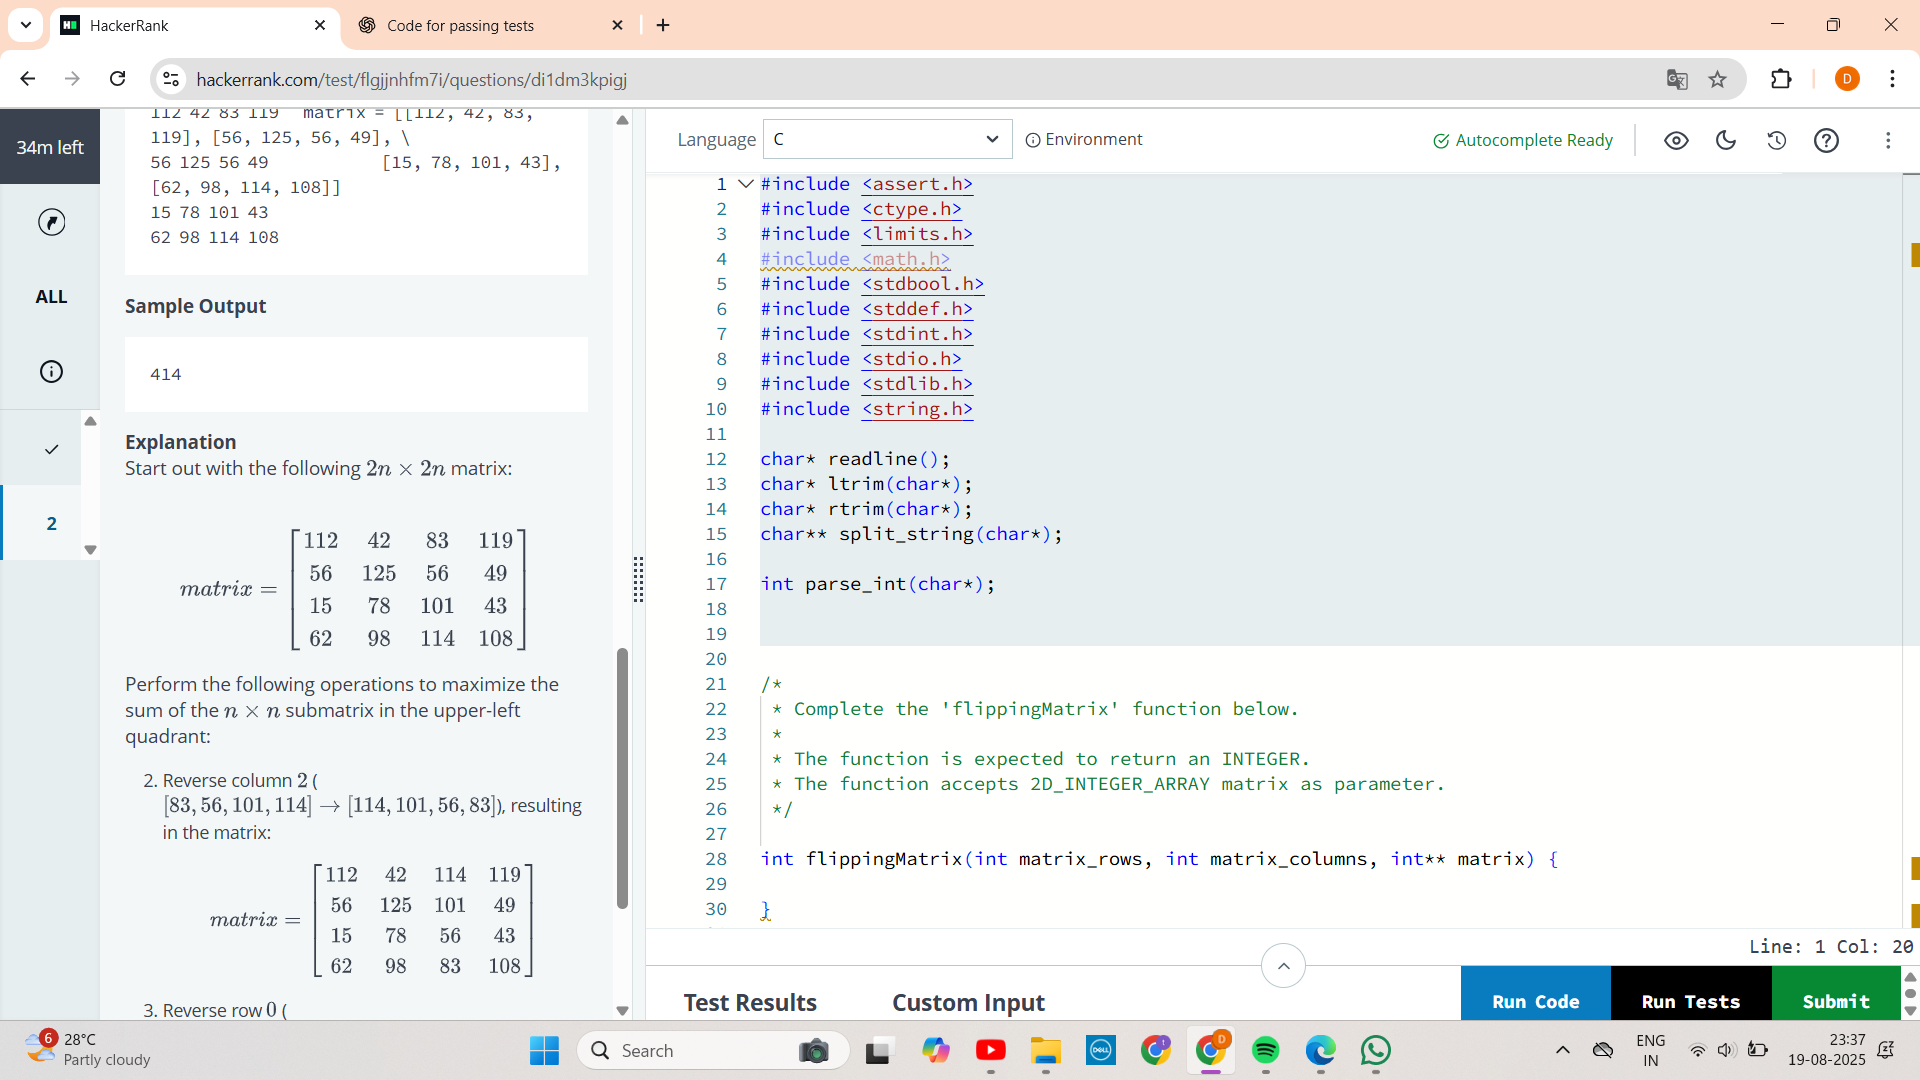 HackerRank
Code for passing tests
hackerrank.com/test/flgjjnhfm7i/questions/di1dm3kpigj
D
34m left
ALL
2
112 42 83 119 matrix = [[112, 42, 83,
119], [56, 125, 56, 49], \
56 125 56 49 [15, 78, 101, 43],
[62, 98, 114, 108]]
15 78 101 43
62 98 114 108
Sample Output
414
Explanation
Start out with the following 2n × 2n matrix:
112 42 83 119
56 125 56 49
matrix =
15 78 101 43
62 98 114 108
Perform the following operations to maximize the
sum of the n × n submatrix in the upper-left
quadrant:
2. Reverse column 2 (
[83, 56, 101, 114] → [114, 101, 56, 83]), resulting
in the matrix:
112 42 114 119
56 125 101 49
matrix =
15 78 56 43
62 98 83 108
3. Reverse row 0 (
Language C Environment
Autocomplete Ready
1 #include <assert.h>
2 #include <ctype.h>
3 #include <limits.h>
4 #include <math.h>
5 #include <stdbool.h>
6 #include <stddef.h>
7 #include <stdint.h>
8 #include <stdio.h>
9 #include <stdlib.h>
10 #include <string.h>
11
12 char* readline();
13 char* ltrim(char*);
14 char* rtrim(char*);
15 char** split_string(char*);
16
17 int parse_int(char*);
18
19
20
21 /*
22 * Complete the 'flippingMatrix' function below.
23 *
24 * The function is expected to return an INTEGER.
25 * The function accepts 2D_INTEGER_ARRAY matrix as parameter.
26 */
27
28 int flippingMatrix(int matrix_rows, int matrix_columns, int** matrix) {
29
30 }
Line: 1 Col: 20
Test Results
Custom Input
Run Code
Run Tests
Submit
6
28°C
Partly cloudy
Search
DELL
D
ENG
IN
23:37
19-08-2025